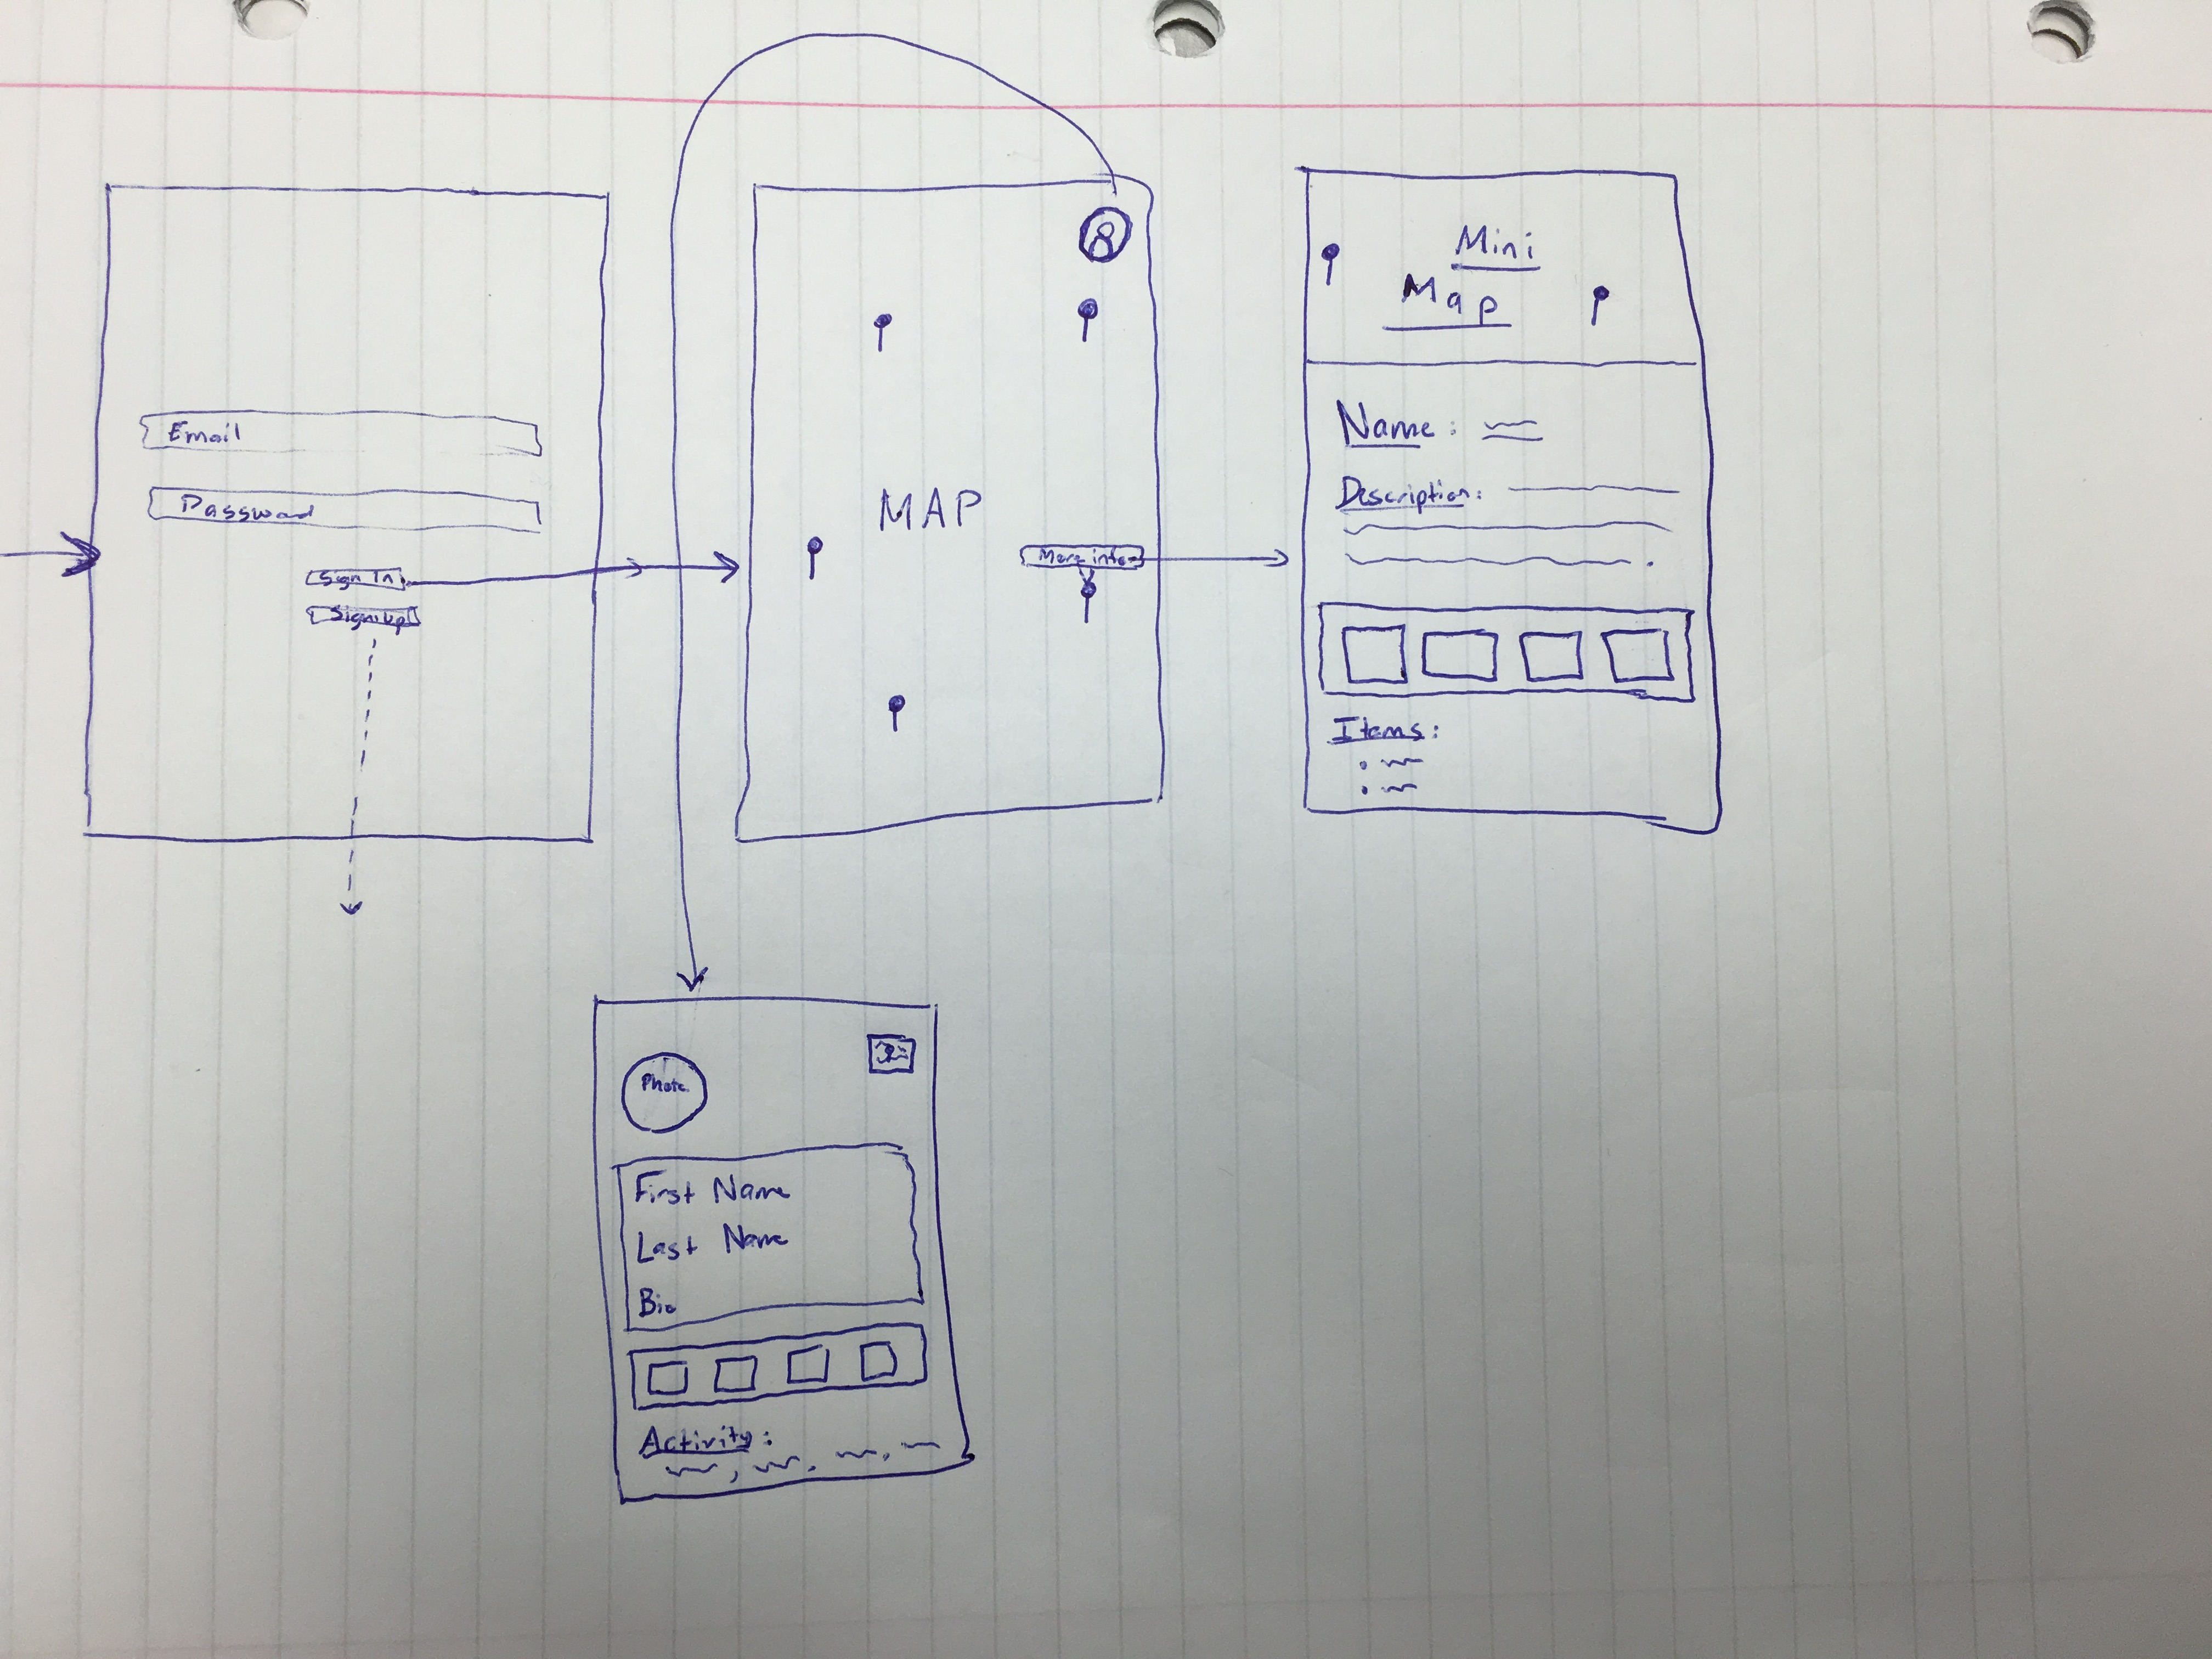 Email
Password
Sign In
Sign Up
MAP
More info
Mini
Map
Name:
Description:
Items:
Photo
First Name
Last Name
Bio
Activity: